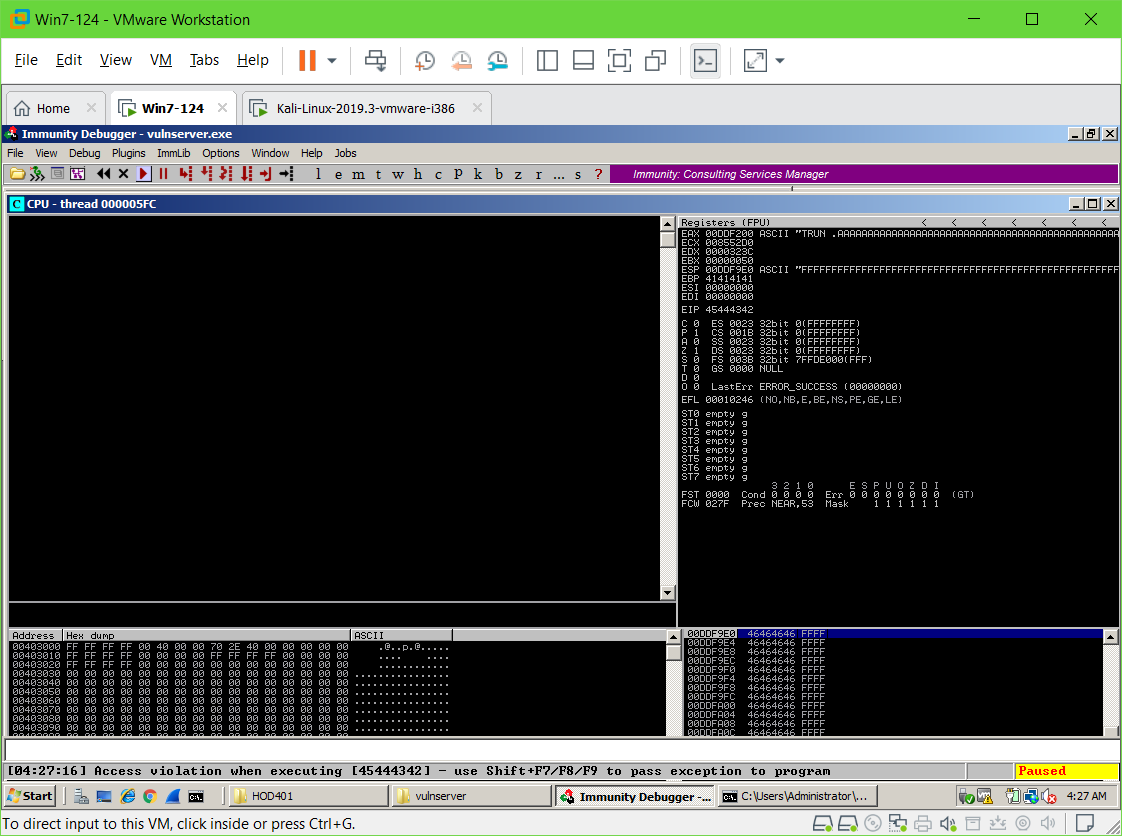 Win7-124 - VMware Workstation
File Edit View VM Tabs Help
Home Win7-124 Kali-Linux-2019.3-vmware-i386
Immunity Debugger - vulnserver.exe
File View Debug Plugins ImmLib Options Window Help Jobs
l e m t w h c P k b z r ... s ? Immunity: Consulting Services Manager
C CPU - thread 000005FC
Registers (FPU) < < < < < < <
EAX 00DDF200 ASCII "TRUN .
ECX 008552D0
EDX 0000323C
EBX 00000050
ESP 00DDF9E0 ASCII
EBP 41414141
ESI 00000000
EDI 00000000
EIP 45444342
C 0 ES 0023 32bit 0(FFFFFFFF)
P 1 CS 001B 32bit 0(FFFFFFFF)
A 0 SS 0023 32bit 0(FFFFFFFF)
Z 1 DS 0023 32bit 0(FFFFFFFF)
S 0 FS 003B 32bit 7FFDE000(FFF)
T 0 GS 0000 NULL
D 0
O 0 LastErr ERROR_SUCCESS (00000000)
EFL 00010246 (NO,NB,E,BE,NS,PE,GE,LE)
ST0 empty g
ST1 empty g
ST2 empty g
ST3 empty g
ST4 empty g
ST5 empty g
ST6 empty g
ST7 empty g
3 2 1 0 E S P U O Z D I
FST 0000 Cond 0 0 0 0 Err 0 0 0 0 0 0 0 0 (GT)
FCW 027F Prec NEAR,53 Mask 1 1 1 1 1 1
Address Hex dump ASCII
00403000 FF FF FF FF 00 40 00 00 70 2E 40 00 00 00 00 00 .@..p.@.....
00403010 FF FF FF FF 00 00 00 00 FF FF FF FF 00 00 00 00 .... ....
00403020 FF FF FF FF 00 00 00 00 00 00 00 00 00 00 00 00 ............
00403030 00 00 00 00 00 00 00 00 00 00 00 00 00 00 00 00 ................
00403040 00 00 00 00 00 00 00 00 00 00 00 00 00 00 00 00 ................
00403050 00 00 00 00 00 00 00 00 00 00 00 00 00 00 00 00 ................
00403060 00 00 00 00 00 00 00 00 00 00 00 00 00 00 00 00 ................
00403070 00 00 00 00 00 00 00 00 00 00 00 00 00 00 00 00 ................
00403080 00 00 00 00 00 00 00 00 00 00 00 00 00 00 00 00 ................
00403090 00 00 00 00 00 00 00 00 00 00 00 00 00 00 00 00 ................
00DDF9E0 46464646 FFFF
00DDF9E4 46464646 FFFF
00DDF9E8 46464646 FFFF
00DDF9EC 46464646 FFFF
00DDF9F0 46464646 FFFF
00DDF9F4 46464646 FFFF
00DDF9F8 46464646 FFFF
00DDF9FC 46464646 FFFF
00DDFA00 46464646 FFFF
00DDFA04 46464646 FFFF
00DDFA08 46464646 FFFF
00DDFA0C 46464646 FFFF
[04:27:16] Access violation when executing [45444342] - use Shift+F7/F8/F9 to pass exception to program Paused
Start HOD401 vulnserver Immunity Debugger -... C:\Users\Administrator\... 4:27 AM
To direct input to this VM, click inside or press Ctrl+G.